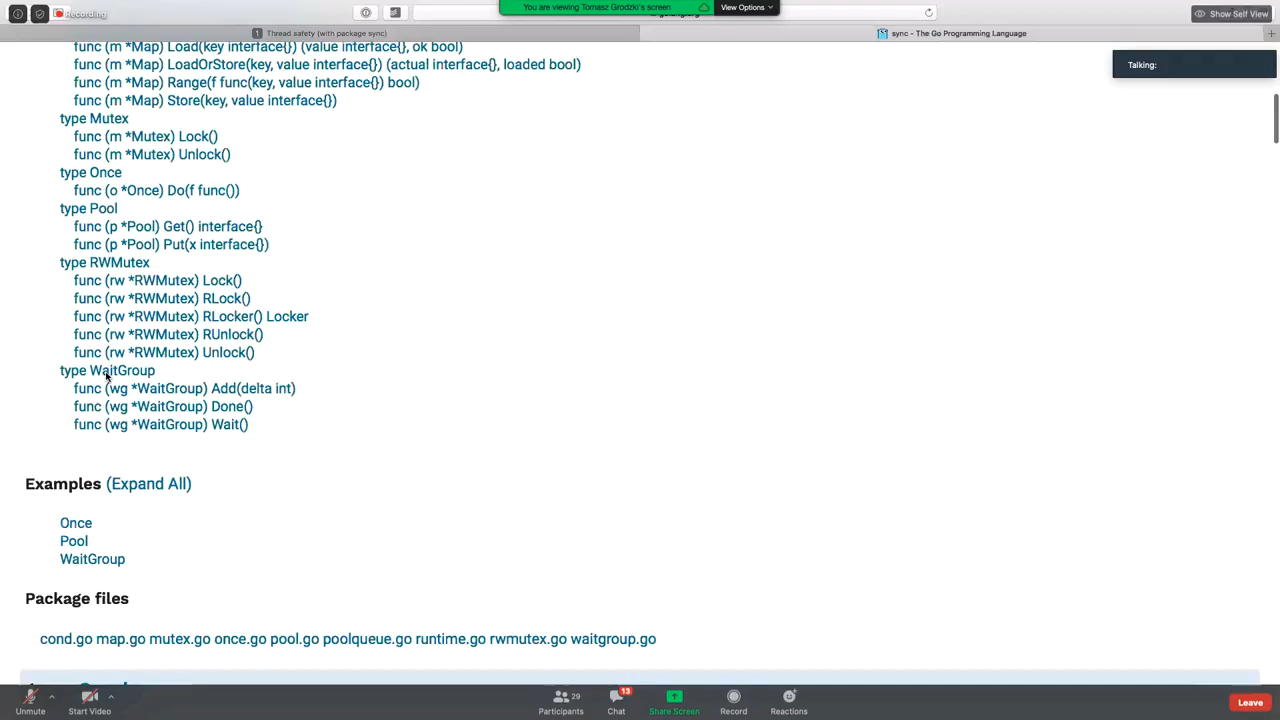 Recording
You are viewing Tomasz Grodzki's screen
View Options
Show Self View
1 Thread safety (with package sync)
sync - The Go Programming Language
Talking:
func (m *Map) Load(key interface{}) (value interface{}, ok bool)
func (m *Map) LoadOrStore(key, value interface{}) (actual interface{}, loaded bool)
func (m *Map) Range(f func(key, value interface{}) bool)
func (m *Map) Store(key, value interface{})
type Mutex
func (m *Mutex) Lock()
func (m *Mutex) Unlock()
type Once
func (o *Once) Do(f func())
type Pool
func (p *Pool) Get() interface{}
func (p *Pool) Put(x interface{})
type RWMutex
func (rw *RWMutex) Lock()
func (rw *RWMutex) RLock()
func (rw *RWMutex) RLocker() Locker
func (rw *RWMutex) RUnlock()
func (rw *RWMutex) Unlock()
type WaitGroup
func (wg *WaitGroup) Add(delta int)
func (wg *WaitGroup) Done()
func (wg *WaitGroup) Wait()
Examples (Expand All)
Once
Pool
WaitGroup
Package files
cond.go map.go mutex.go once.go pool.go poolqueue.go runtime.go rwmutex.go waitgroup.go
Unmute
Start Video
Participants 29
Chat 13
Share Screen
Record
Reactions
Leave